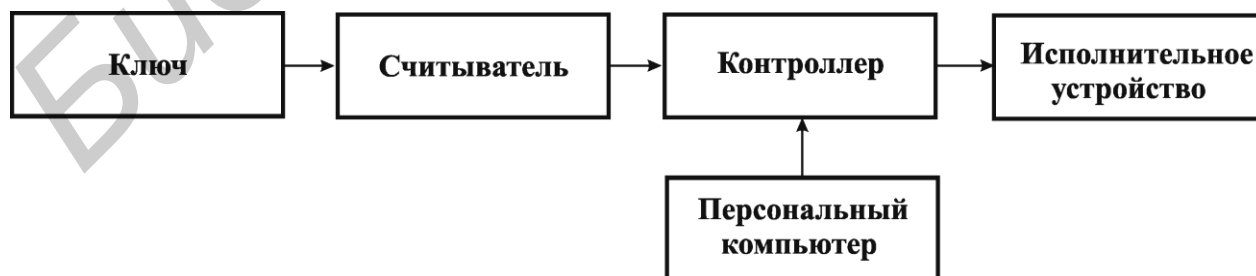 Ключ
Считыватель
Контроллер
Исполнительное
устройство
Персональный
компьютер